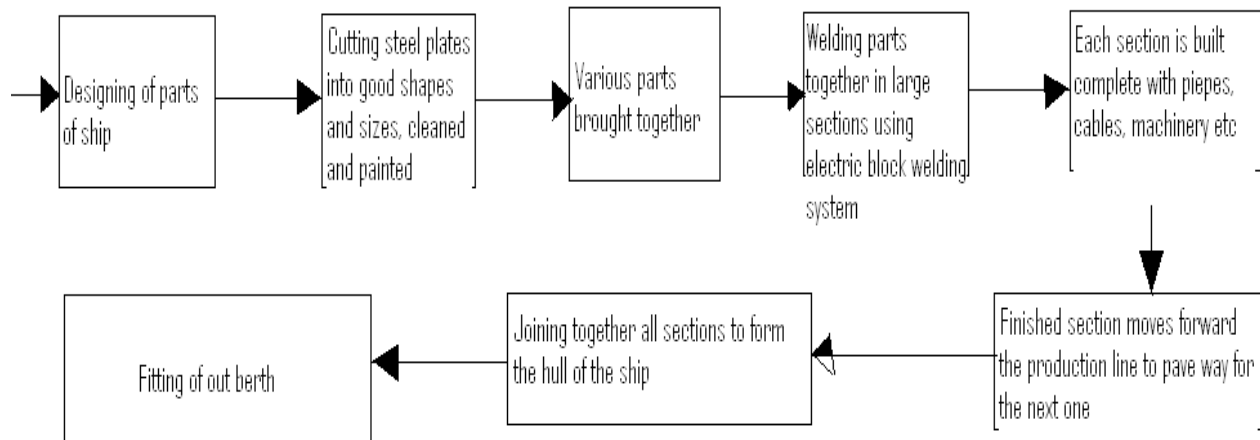 Designing of parts
of ship
Cutting steel plates
into good shapes
and sizes, cleaned
and painted
Various parts
brought together
Welding parts
together in large
sections using
electric block welding
system
Each section is built
complete with piepes,
cables, machinery etc
Finished section moves forward
the production line to pave way for
the next one
Joining together all sections to form
the hull of the ship
Fitting of out berth